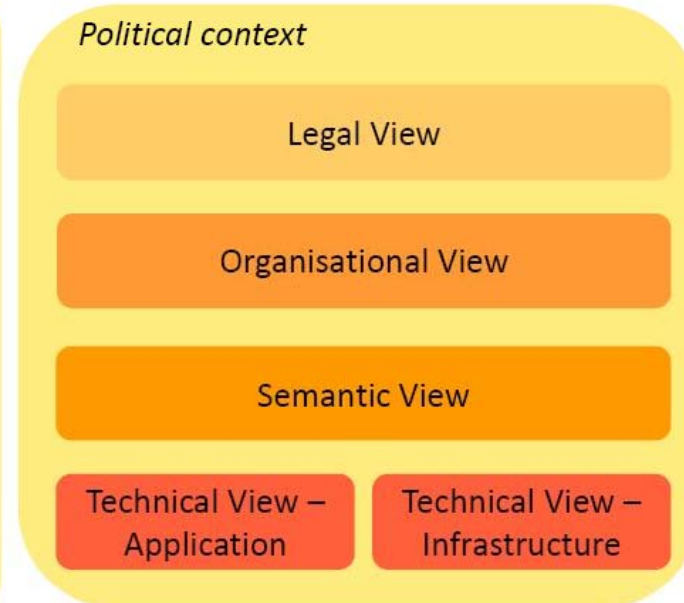 Political context
Legal View
Organisational View
Semantic View
Technical View –
Application
Technical View –
Infrastructure